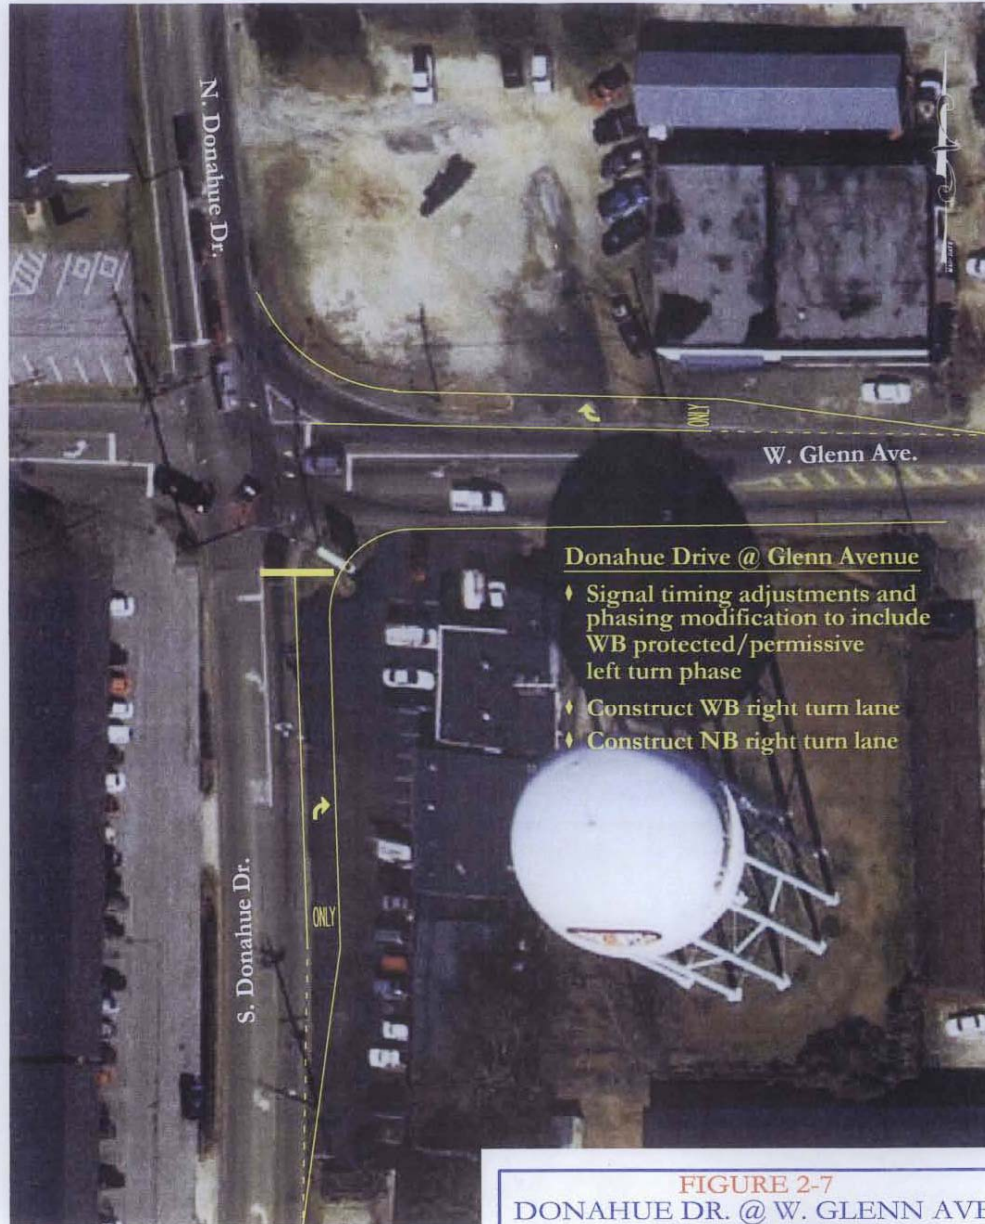 N. Donahue Dr.
ONLY
W. Glenn Ave.
Donahue Drive @ Glenn Avenue
Signal timing adjustments and
phasing modification to include
WB protected/permissive
left turn phase
Construct WB right turn lane
Construct NB right turn lane
S. Donahue Dr.
ONLY
FIGURE 2-7
DONAHUE DR. @ W. GLENN AVE